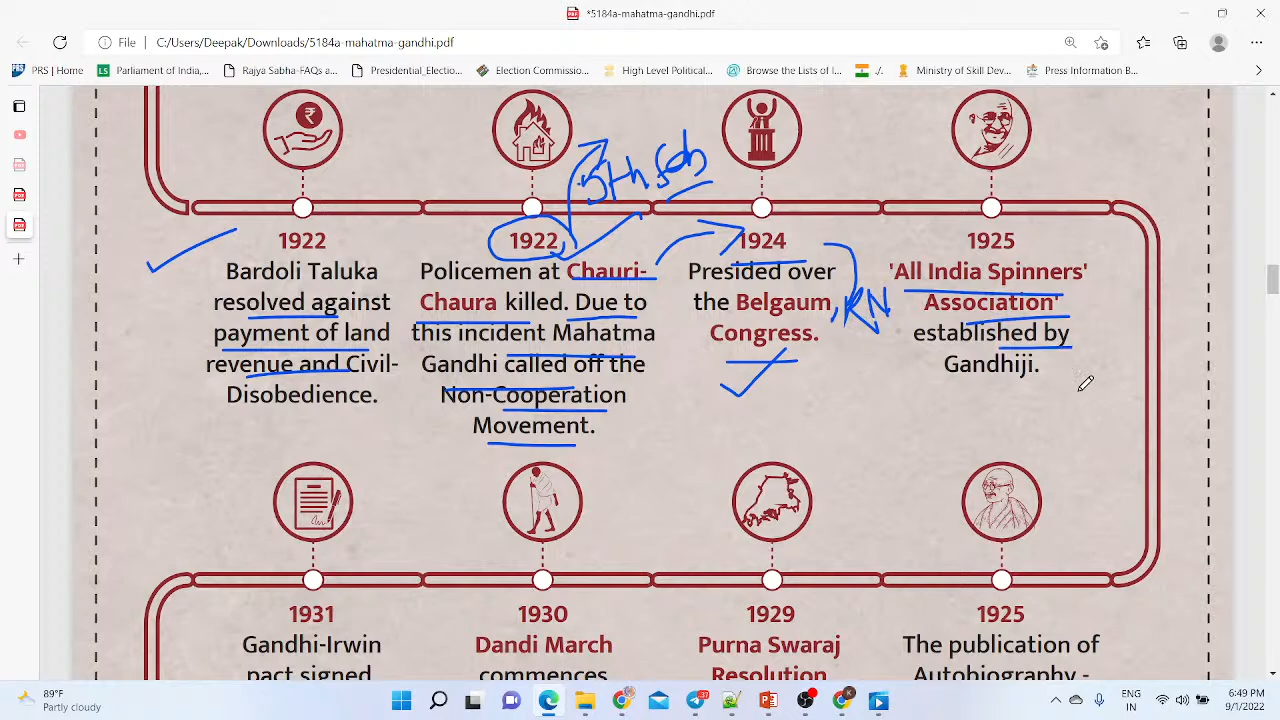 *5184a-mahatma-gandhi.pdf
File C:/Users/Deepak/Downloads/5184a-mahatma-gandhi.pdf
PRS | Home
Parliament of India,...
Rajya Sabha-FAQs a...
Presidential_Electio...
Election Commissio...
High Level Political...
Browse the Lists of I...
./.
Ministry of Skill Dev...
Press Information B...
5th feb
1922
Bardoli Taluka
resolved against
payment of land
revenue and Civil-
Disobedience.
1922
Policemen at Chauri-
Chaura killed. Due to
this incident Mahatma
Gandhi called off the
Non-Cooperation
Movement.
1924
Presided over
the Belgaum
Congress.
KN
1925
'All India Spinners'
Association'
established by
Gandhiji.
1931
Gandhi-Irwin
pact signed
1930
Dandi March
commences
1929
Purna Swaraj
Resolution
1925
The publication of
Autobiography -
89°F
Partly cloudy
37
K
ENG
IN
6:49 PM
9/1/2022